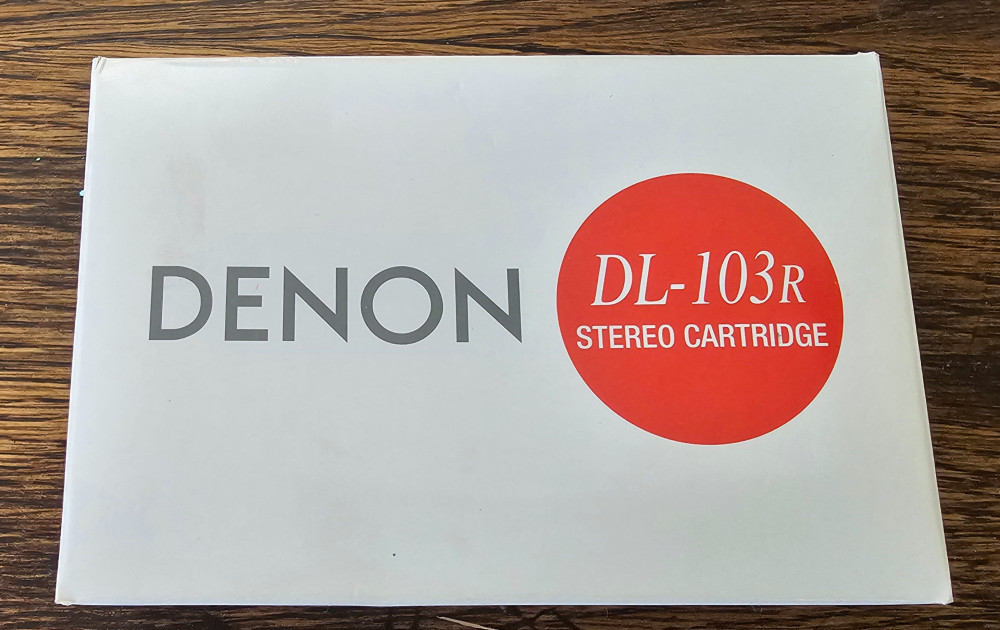 DENON
DL-103R
STEREO CARTRIDGE